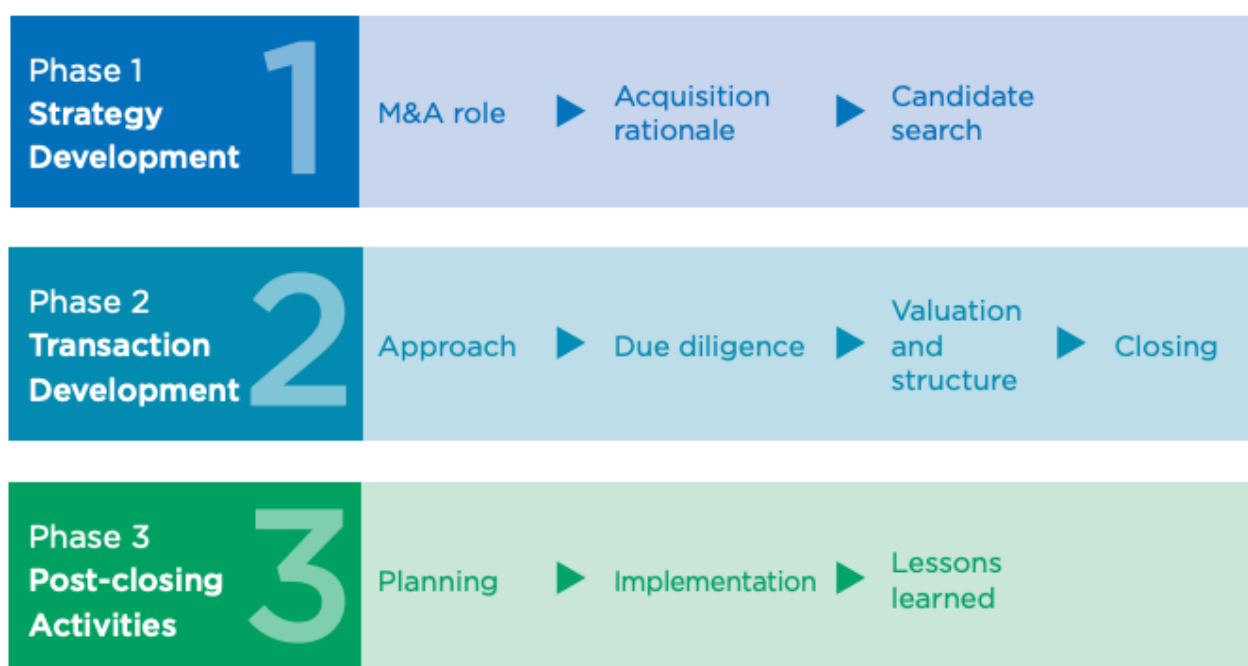 Phase 1
Strategy
Development
1
M&A role
Acquisition
rationale
Candidate
search
Phase 2
Transaction
Development
2
Approach
Due diligence
Valuation
and
structure
Closing
Phase 3
Post-closing
Activities
3
Planning
Implementation
Lessons
learned